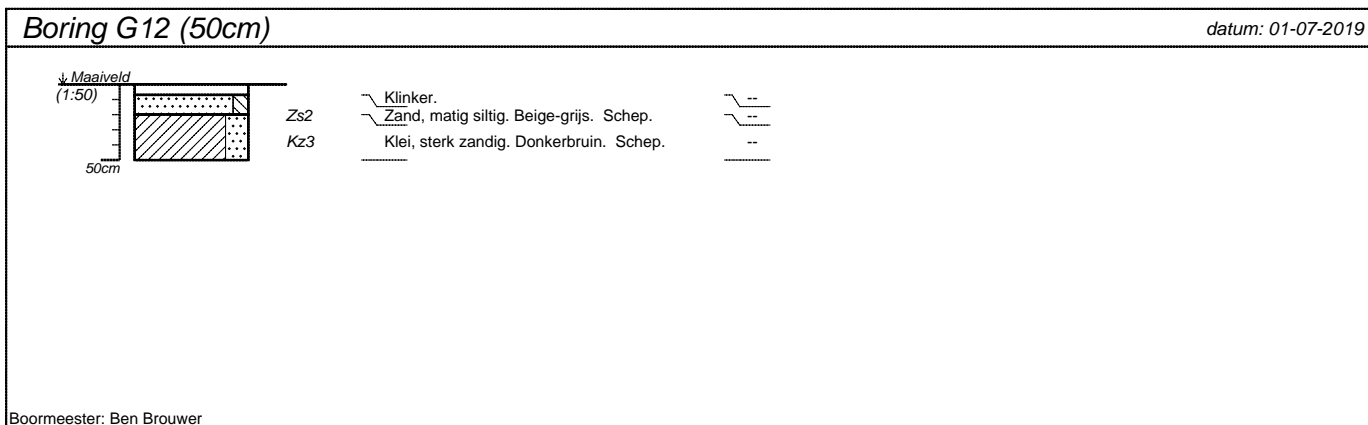 Boring G12 (50cm) datum: 01-07-2019
Maaiveld
(1:50) Klinker. --
Zs2 Zand, matig siltig. Beige-grijs. Schep. --
Kz3 Klei, sterk zandig. Donkerbruin. Schep. --
50cm
Boormeester: Ben Brouwer